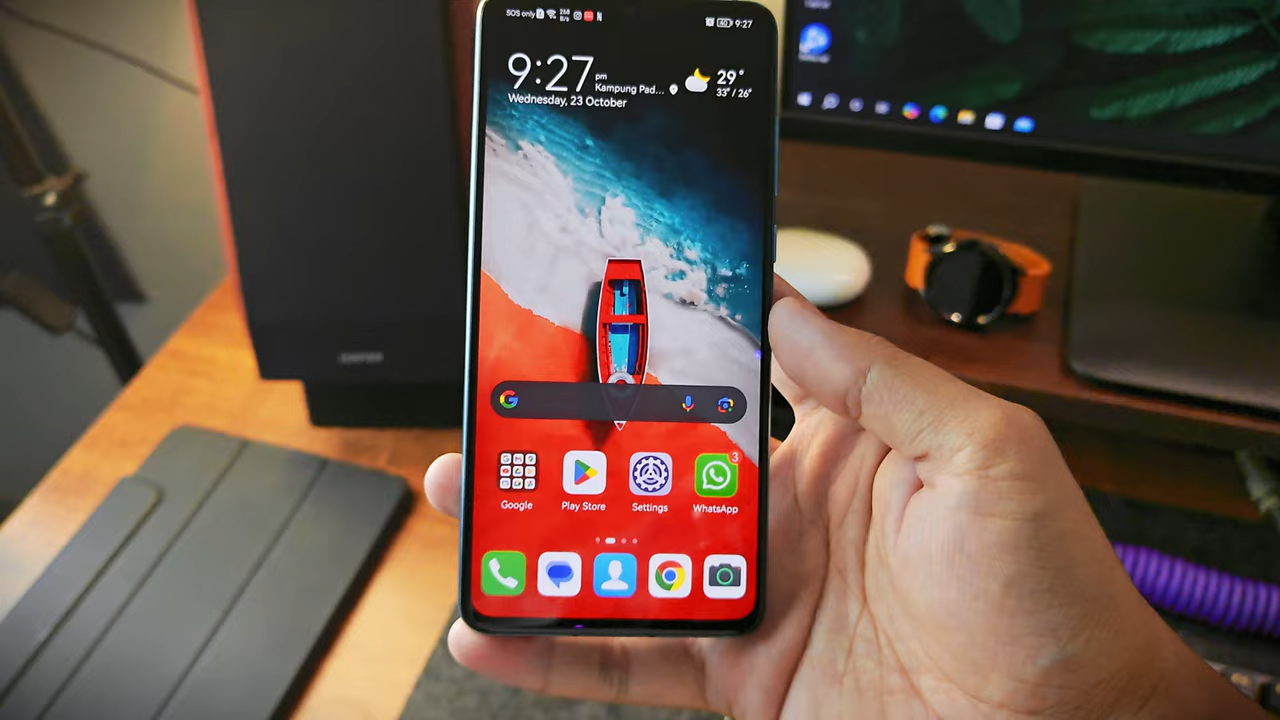 SOS only
9:27
9:27
pm
Kampung Pad...
29°
33° / 26°
Wednesday, 23 October
3
Google
Play Store
Settings
WhatsApp